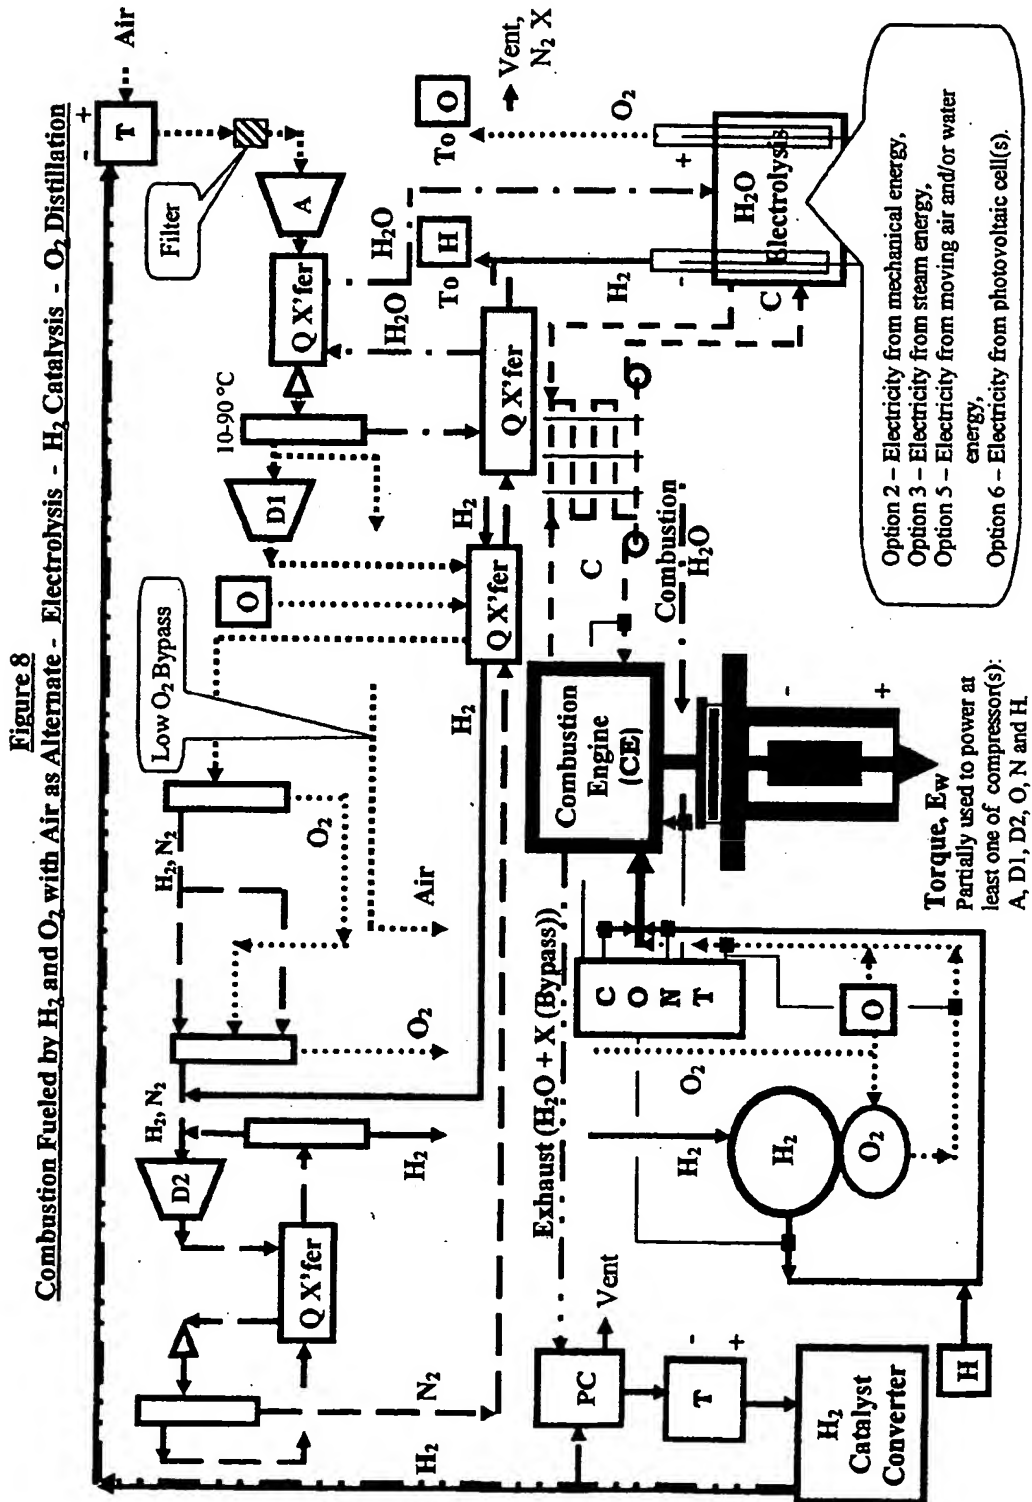 Figure 8
Combustion Fueled by H₂ and O₂ with Air as Alternate - Electrolysis - H₂ Catalysis - O₂ Distillation
Air
+
-
T
Filter
A
Q X'fer
H₂O
H₂O
10-90 °C
D1
O
Low O₂ Bypass
H₂, N₂
O₂
Air
O₂
H₂, N₂
D2
H₂
Q X'fer
N₂
H₂
H₂
Q X'fer
H₂
Q X'fer
To H
To O
Vent,
N₂ X
H₂
O₂
-
+
H₂O
Electrolysis
C
C
Combustion
H₂O
Combustion
Engine
(CE)
Exhaust (H₂O + X (Bypass))
C
O
N
T
O₂
H₂
H₂
O₂
O
PC
Vent
T
-
+
H₂
Catalyst
Converter
H
-
+
Torque, Eᴡ
Partially used to power at
least one of compressor(s):
A, D1, D2, O, N and H.
Option 2 – Electricity from mechanical energy,
Option 3 – Electricity from steam energy,
Option 5 – Electricity from moving air and/or water
energy,
Option 6 – Electricity from photovoltaic cell(s).